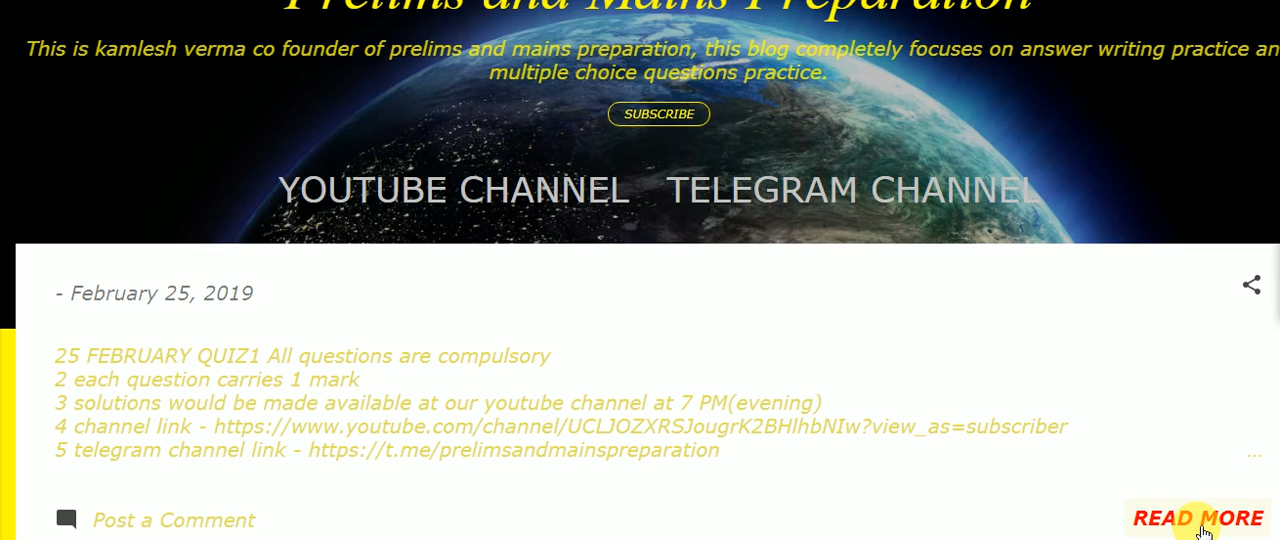 Prelims and Mains Preparation
This is kamlesh verma co founder of prelims and mains preparation, this blog completely focuses on answer writing practice an
multiple choice questions practice.
SUBSCRIBE
YOUTUBE CHANNEL TELEGRAM CHANNEL
- February 25, 2019
25 FEBRUARY QUIZ1 All questions are compulsory
2 each question carries 1 mark
3 solutions would be made available at our youtube channel at 7 PM(evening)
4 channel link - https://www.youtube.com/channel/UCLJOZXRSJougrK2BHlhbNIw?view_as=subscriber
5 telegram channel link - https://t.me/prelimsandmainspreparation ...
Post a Comment
READ MORE